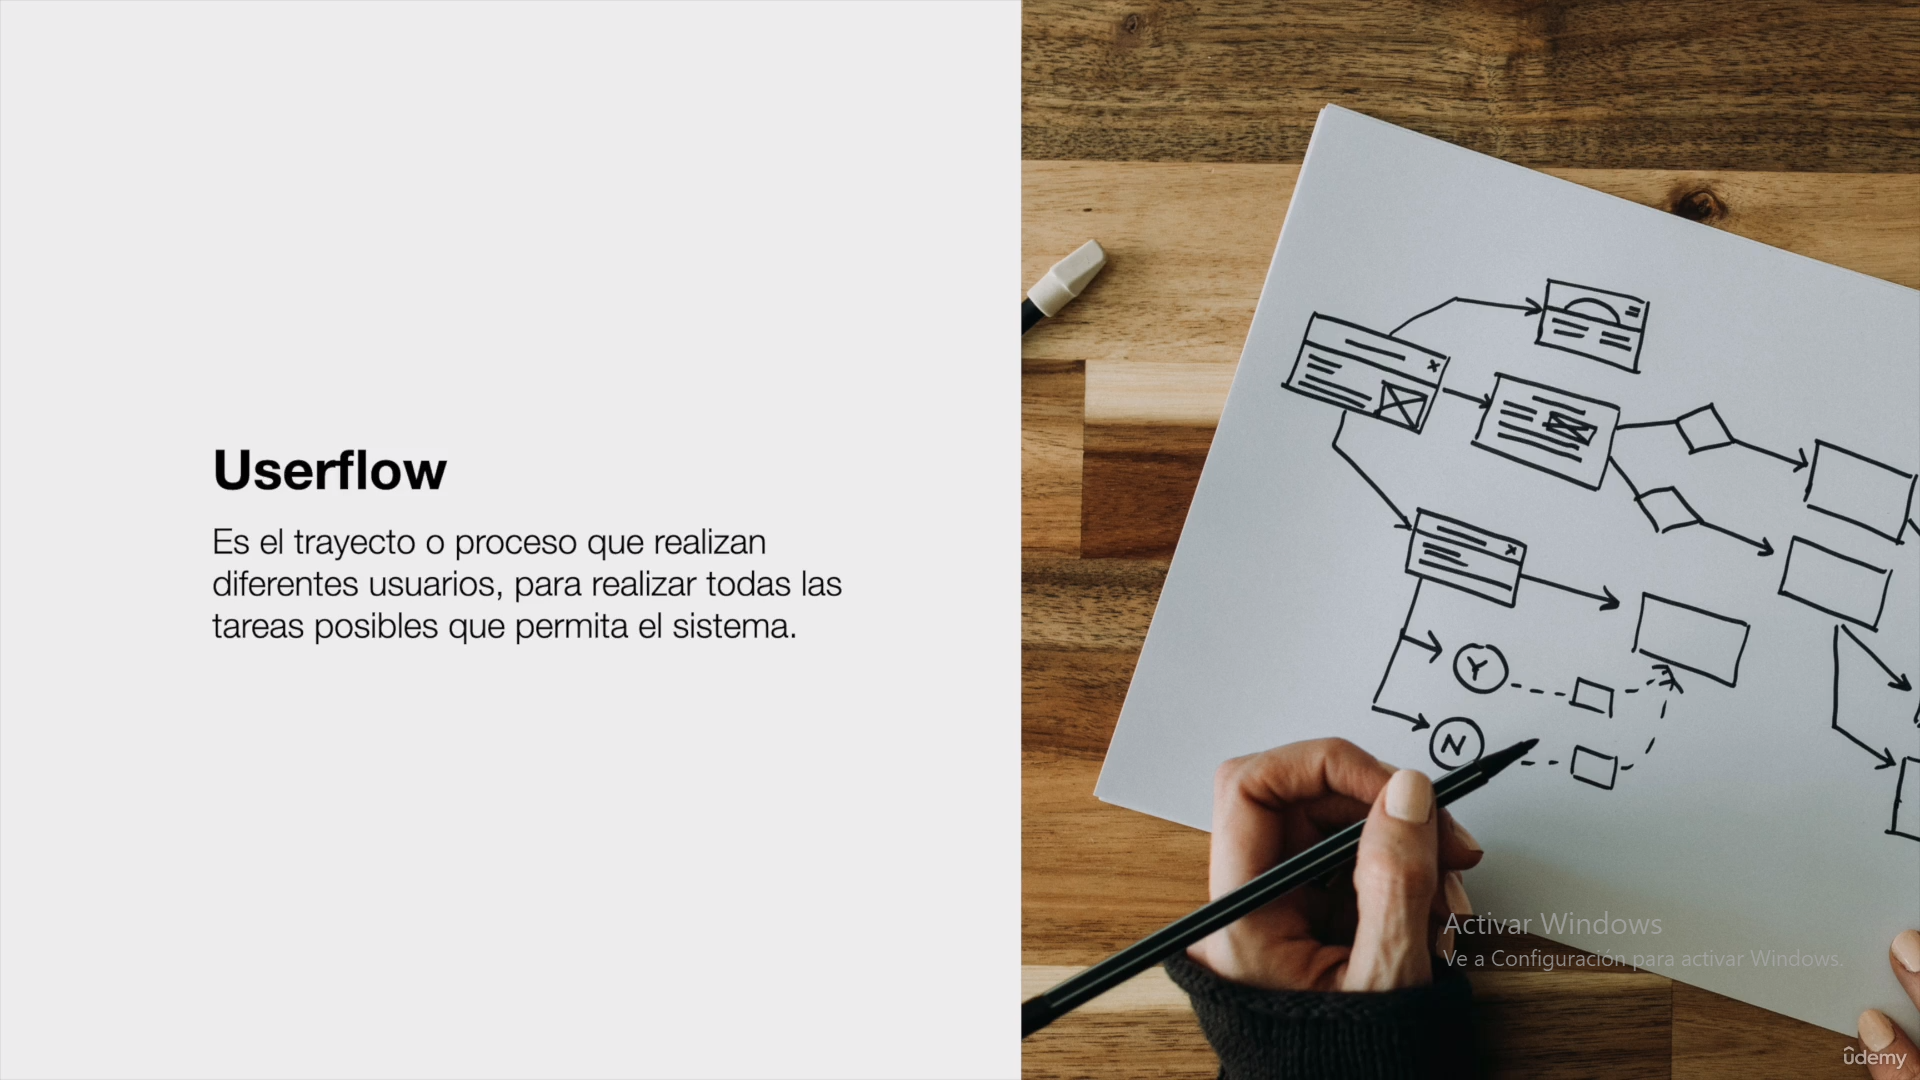 Userflow
Es el trayecto o proceso que realizan
diferentes usuarios, para realizar todas las
tareas posibles que permita el sistema.
Y
N
Activar Windows
Ve a Configuración para activar Windows.
ûdemy